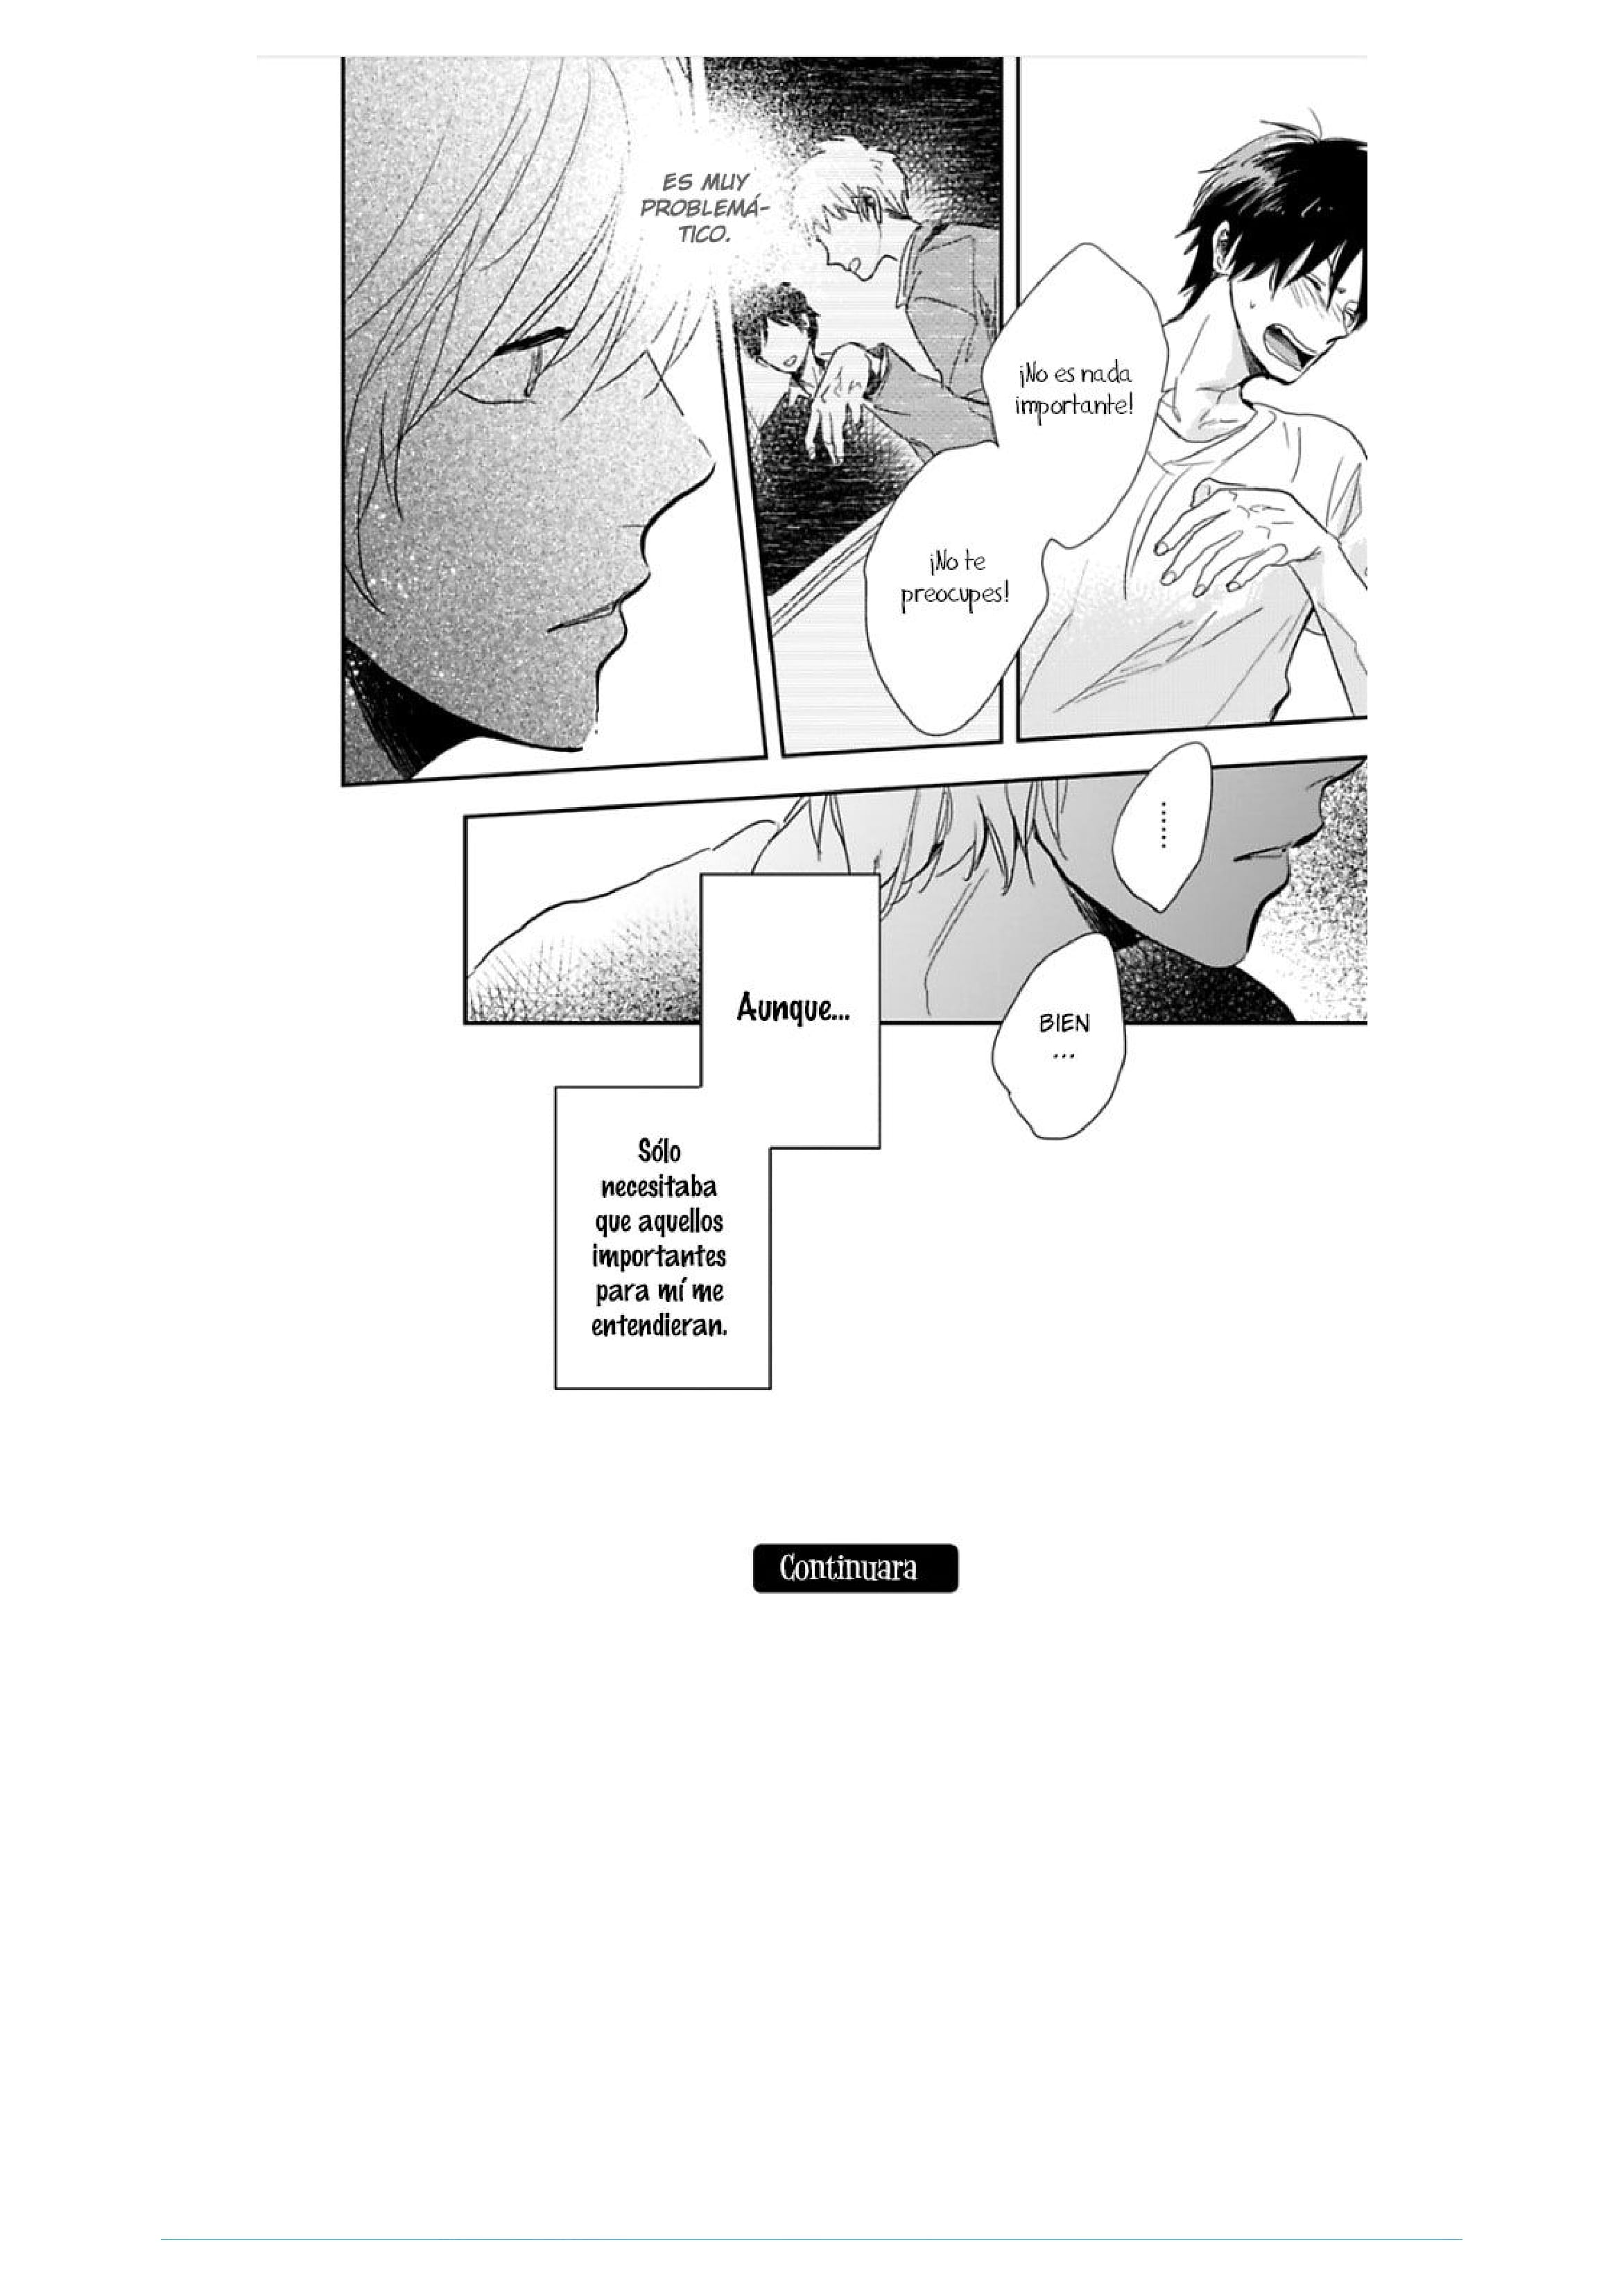 ¡No es nada
importante!
¡No te
preocupes!
ES MUY
PROBLEMÁ-
TICO.
.......
BIEN
...
Aunque...
Sólo
necesitaba
que aquellos
importantes
para mí me
entendieran.
Continuara